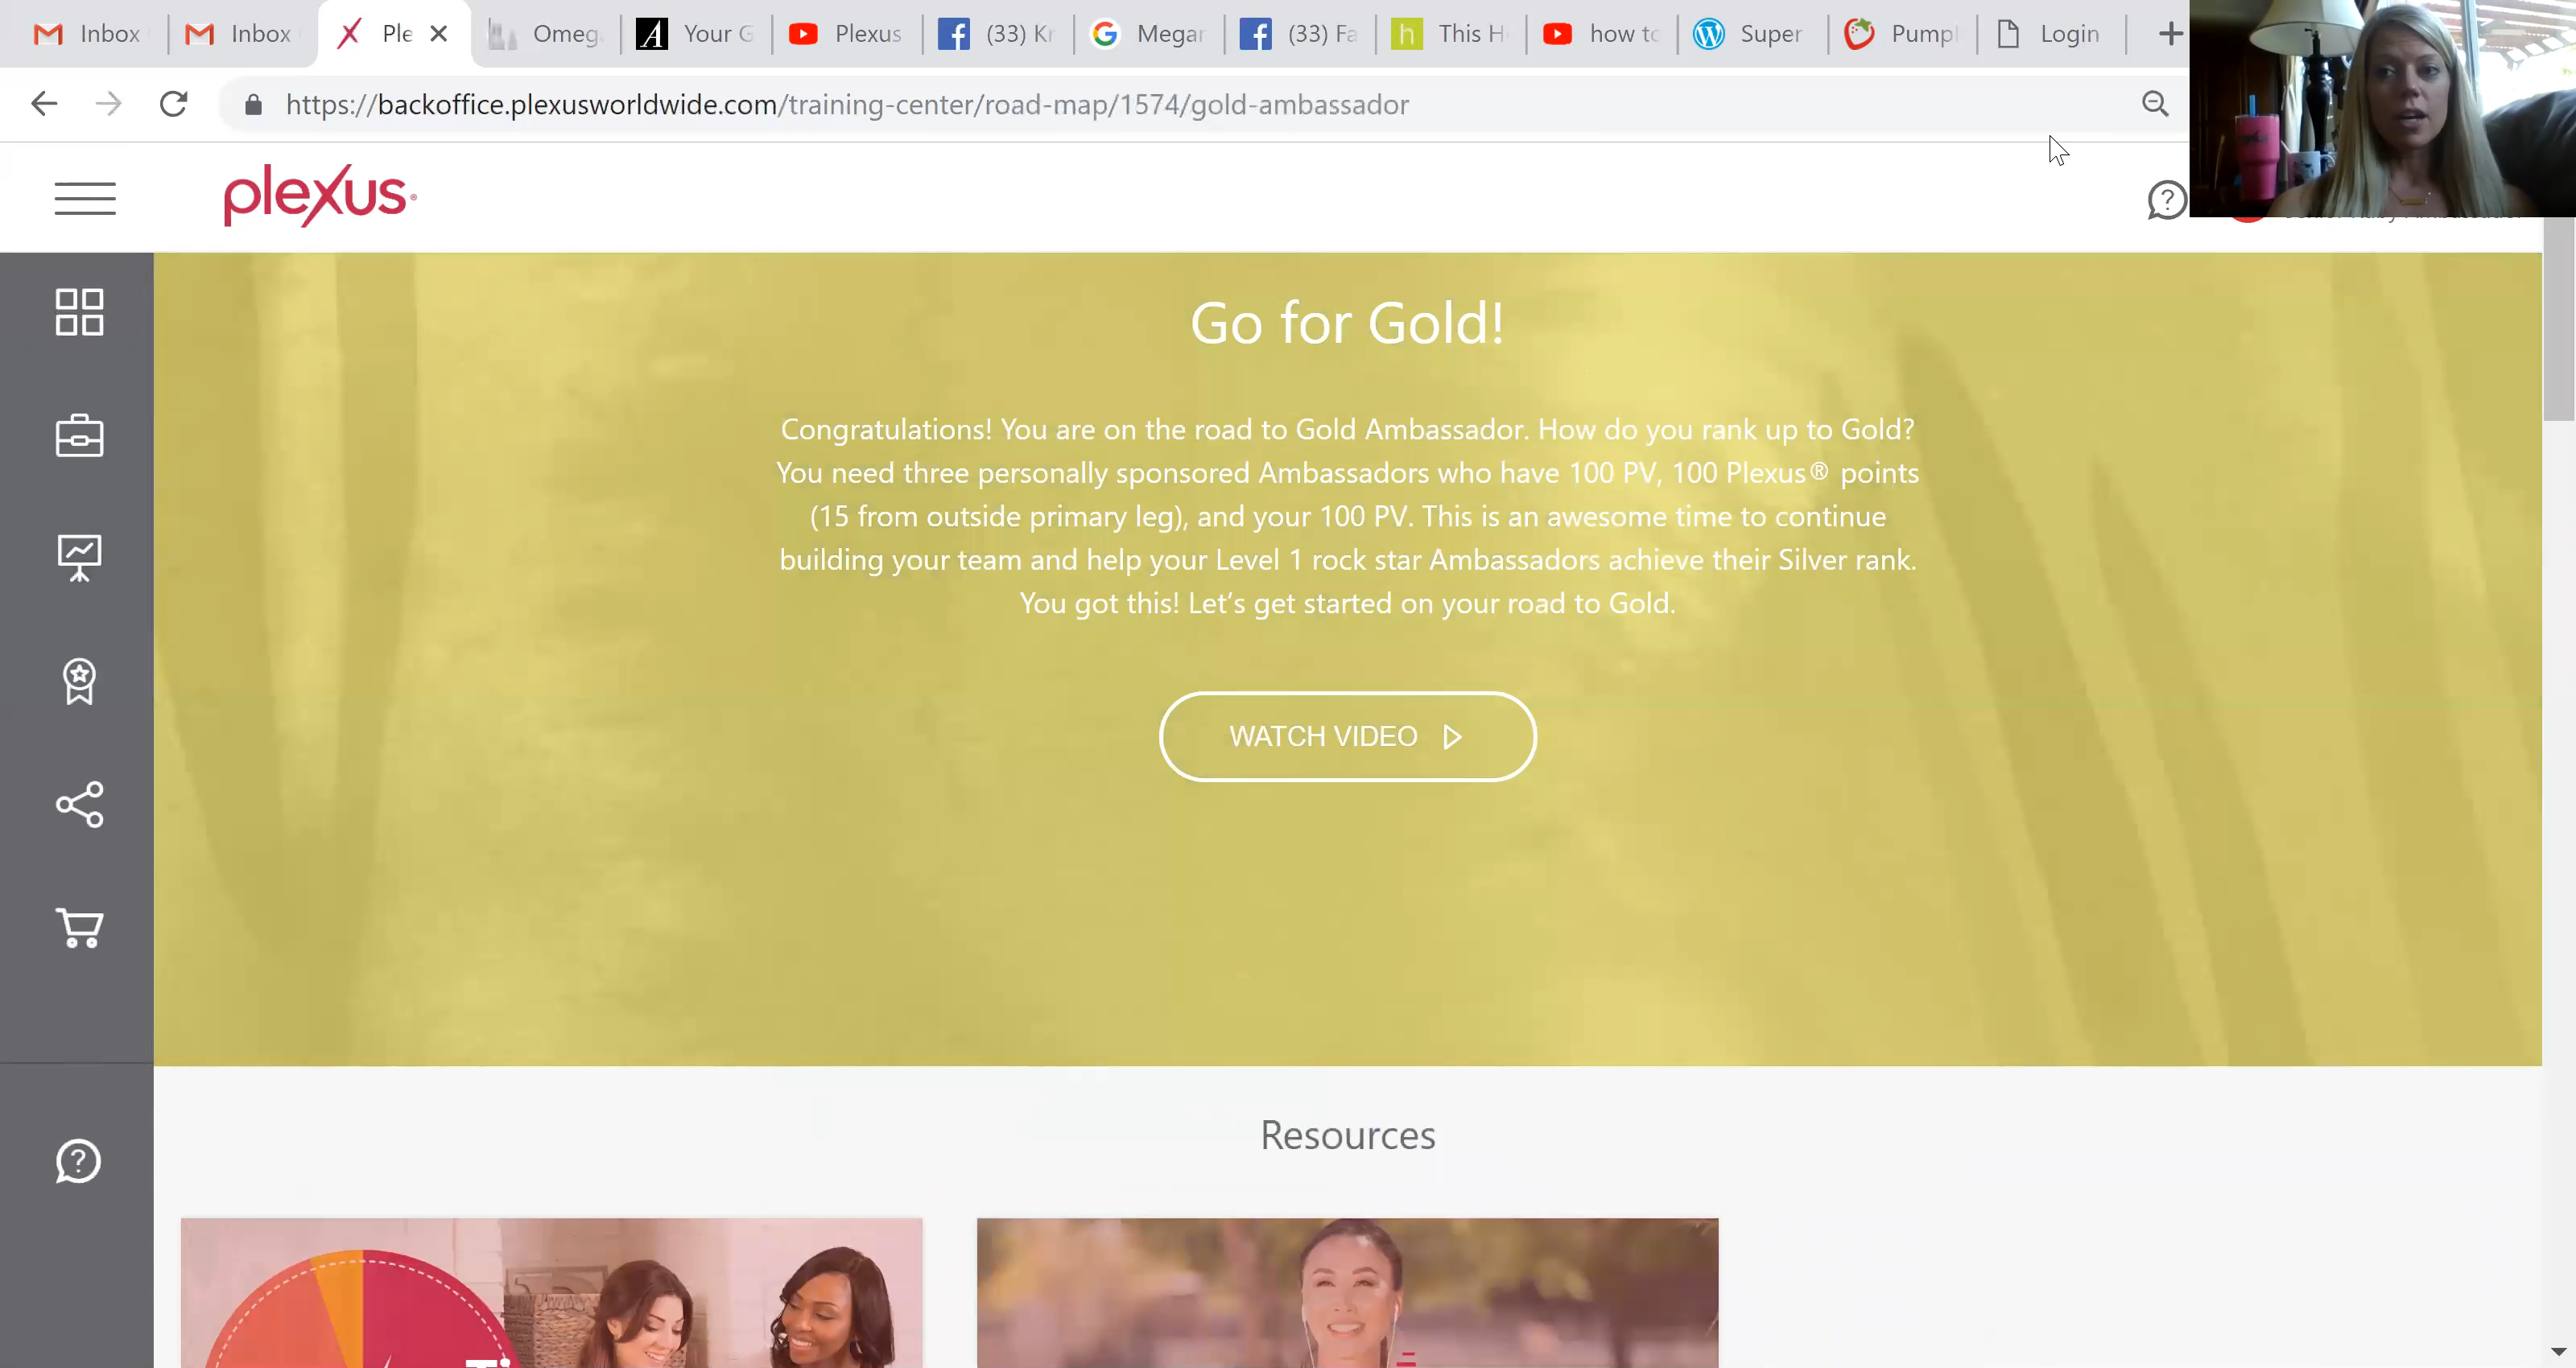 Inbox
Inbox
Ple
Omeg
Your G
Plexus
(33) Kr
Megar
(33) Fa
This H
how to
Super
Pump
Login
https://backoffice.plexusworldwide.com/training-center/road-map/1574/gold-ambassador
plexus
Go for Gold!
Congratulations! You are on the road to Gold Ambassador. How do you rank up to Gold?
You need three personally sponsored Ambassadors who have 100 PV, 100 Plexus® points
(15 from outside primary leg), and your 100 PV. This is an awesome time to continue
building your team and help your Level 1 rock star Ambassadors achieve their Silver rank.
You got this! Let's get started on your road to Gold.
WATCH VIDEO
Resources